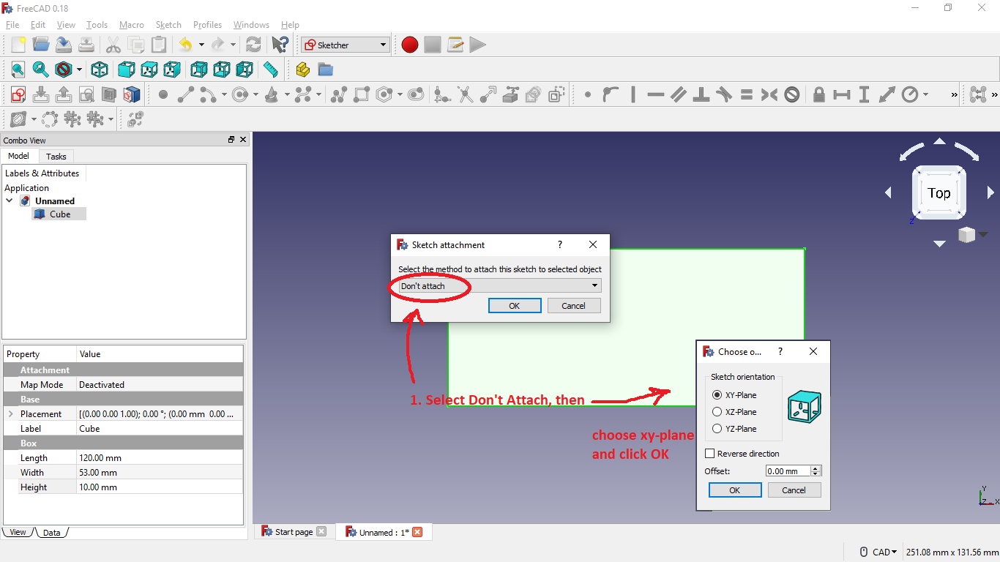 FreeCAD 0.18
File Edit View Tools Macro Sketch Profiles Windows Help
Sketcher
Combo View
Model Tasks
Labels & Attributes
Application
Unnamed
Cube
Top
Z
Sketch attachment ?
Select the method to attach this sketch to selected object
Don't attach
OK Cancel
1. Select Don't Attach, then
choose xy-plane
and click OK
Choose o... ?
Sketch orientation
XY-Plane
XZ-Plane
YZ-Plane
Reverse direction
Offset: 0.00 mm
OK Cancel
Property Value
Attachment
Map Mode Deactivated
Base
Placement [(0.00 0.00 1.00); 0.00 °; (0.00 mm 0.00 ...
Label Cube
Box
Length 120.00 mm
Width 53.00 mm
Height 10.00 mm
View Data
Y
Z X
Start page Unnamed : 1*
CAD 251.08 mm x 131.56 mm